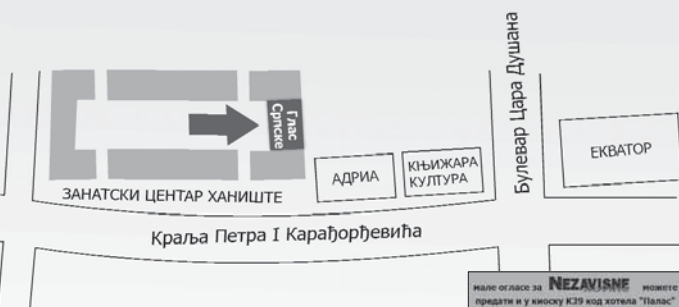 Булевар Цара Душана
Глас
Српске
ЕКВАТОР
АДРИА
КЊИЖАРА
КУЛТУРА
ЗАНАТСКИ ЦЕНТАР ХАНИШТЕ
Краља Петра I Карађорђевића
мале огласе за NEZAVISNE можете
предати и у киоску К29 код хотела "Палас"